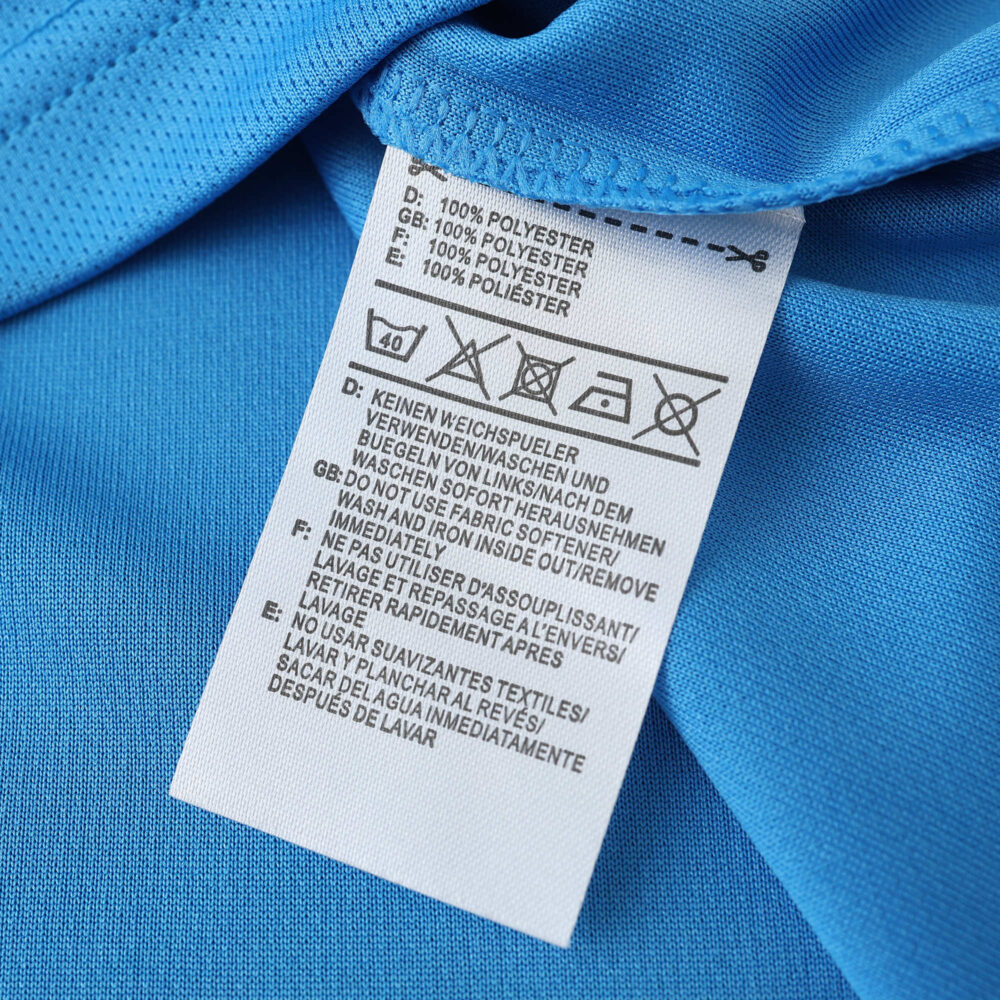 D: 100% POLYESTER
GB: 100% POLYESTER
F: 100% POLYESTER
E: 100% POLIÉSTER
40
D: KEINEN WEICHSPUELER
VERWENDEN/WASCHEN UND
BUEGELN VON LINKS/NACH DEM
WASCHEN SOFORT HERAUSNEHMEN
GB: DO NOT USE FABRIC SOFTENER/
WASH AND IRON INSIDE OUT/REMOVE
IMMEDIATELY
F: NE PAS UTILISER D'ASSOUPLISSANT/
LAVAGE ET REPASSAGE A L'ENVERS/
RETIRER RAPIDEMENT APRES
LAVAGE
E: NO USAR SUAVIZANTES TEXTILES/
LAVAR Y PLANCHAR AL REVÉS/
SACAR DEL AGUA INMEDIATAMENTE
DESPUÉS DE LAVAR